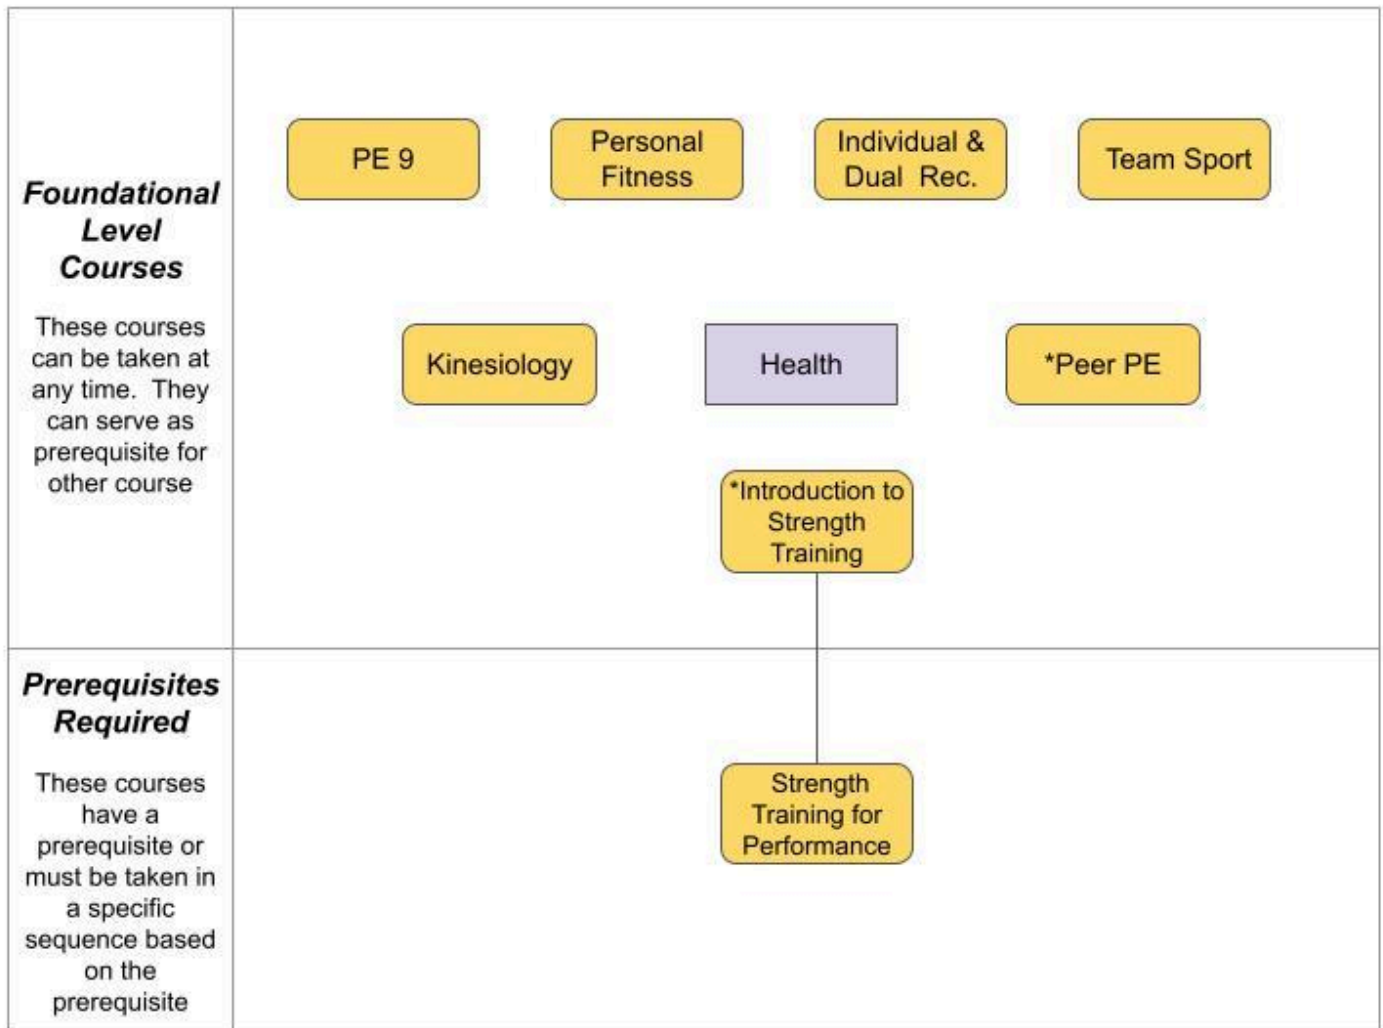 Foundational
Level
Courses
These courses
can be taken at
any time.  They
can serve as
prerequisite for
other course
PE 9
Personal
Fitness
Individual &
Dual  Rec.
Team Sport
Kinesiology
Health
*Peer PE
*Introduction to
Strength
Training
Prerequisites
Required
These courses
have a
prerequisite or
must be taken in
a specific
sequence based
on the
prerequisite
Strength
Training for
Performance